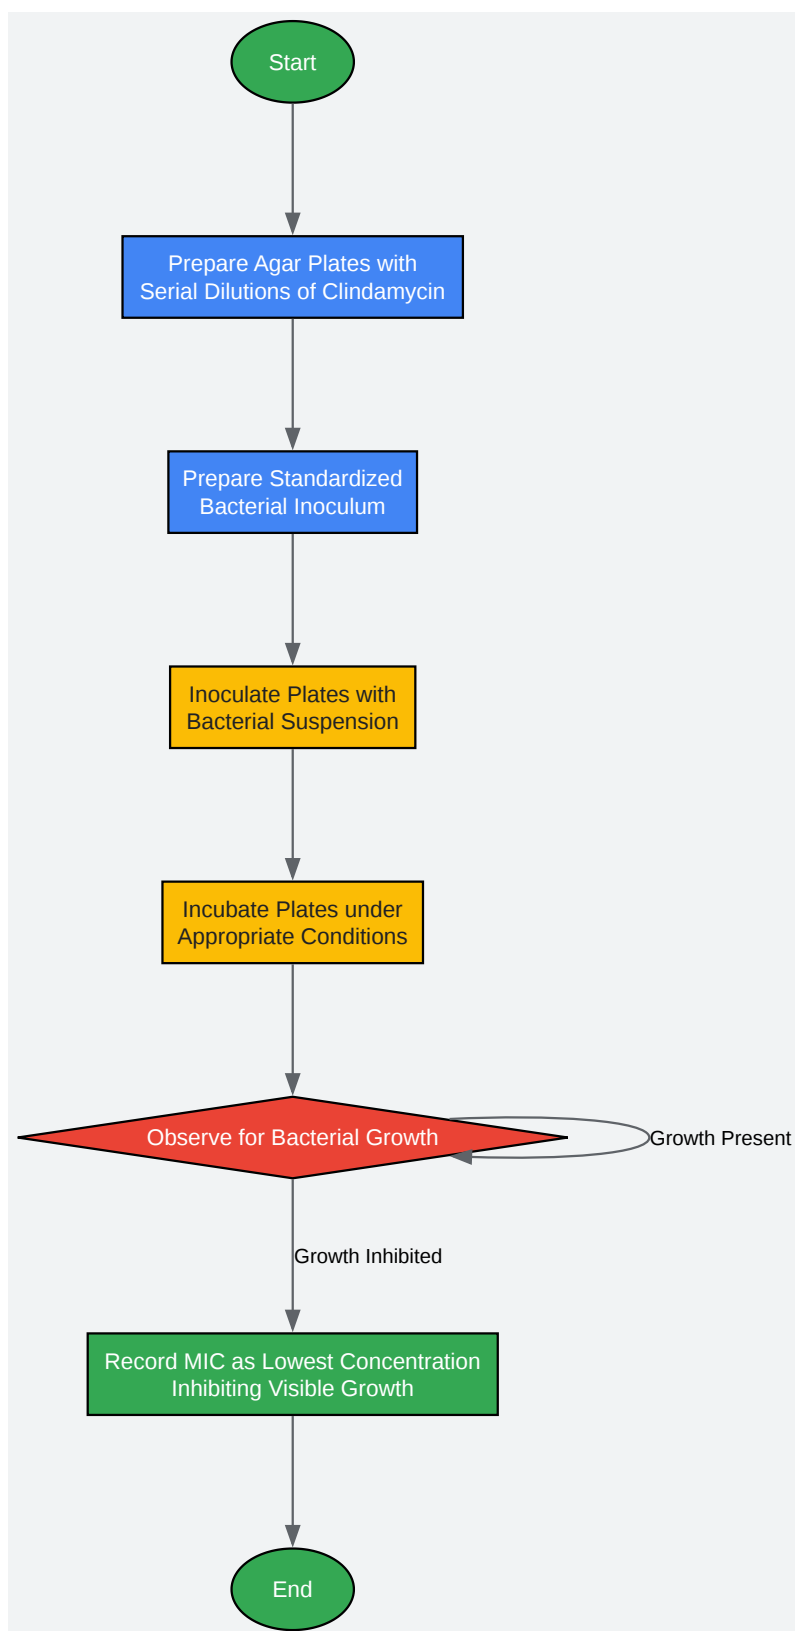 Start
Prepare Agar Plates with
Serial Dilutions of Clindamycin
Prepare Standardized
Bacterial Inoculum
Inoculate Plates with
Bacterial Suspension
Incubate Plates under
Appropriate Conditions
Observe for Bacterial Growth
Growth Present
Growth Inhibited
Record MIC as Lowest Concentration
Inhibiting Visible Growth
End